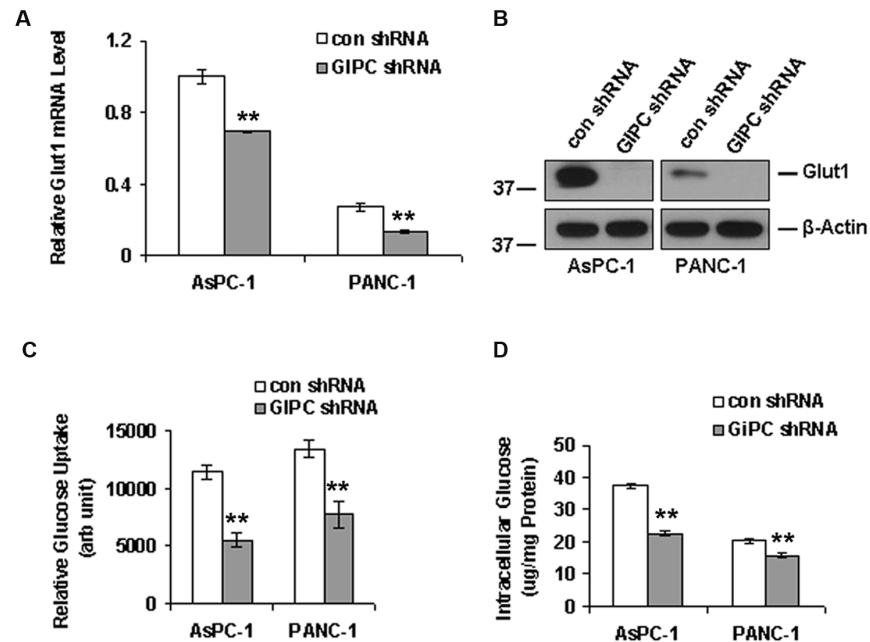 A
Relative Glut1 mRNA Level
1.2
0.8
0.4
0
con shRNA
GIPC shRNA
**
**
AsPC-1
PANC-1
B
con shRNA
GIPC shRNA
con shRNA
GIPC shRNA
37
Glut1
37
β-Actin
AsPC-1
PANC-1
C
con shRNA
GIPC shRNA
Relative Glucose Uptake
(arb unit)
15000
10000
5000
0
**
**
AsPC-1
PANC-1
D
con shRNA
GiPC shRNA
Intracellular Glucose
(ug/mg Protein)
50
40
30
20
10
0
**
**
AsPC-1
PANC-1